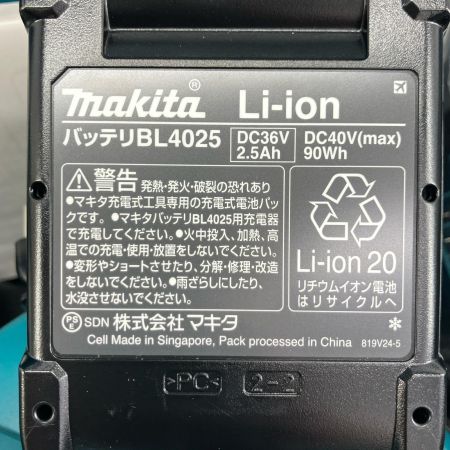 makita® Li-ion
バッテリBL4025 DC36V 2.5Ah DC40V(max) 90Wh
警告 発熱・発火・破裂の恐れあり
●マキタ充電式工具専用の充電式電池パッ
クです。●マキタバッテリBL4025用充電器
で充電してください。●火中投入、加熱、高
温での充電・使用・放置をしないでください。
●変形やショートさせたり、分解・修理・改造
をしないでください。●雨ざらしにしたり、
水没させないでください。
Li-ion 20
リチウムイオン電池
はリサイクルへ
PS E SDN 株式会社 マキタ *
Cell Made in Singapore, Pack processed in China 819V24-5
>PC< 2-2